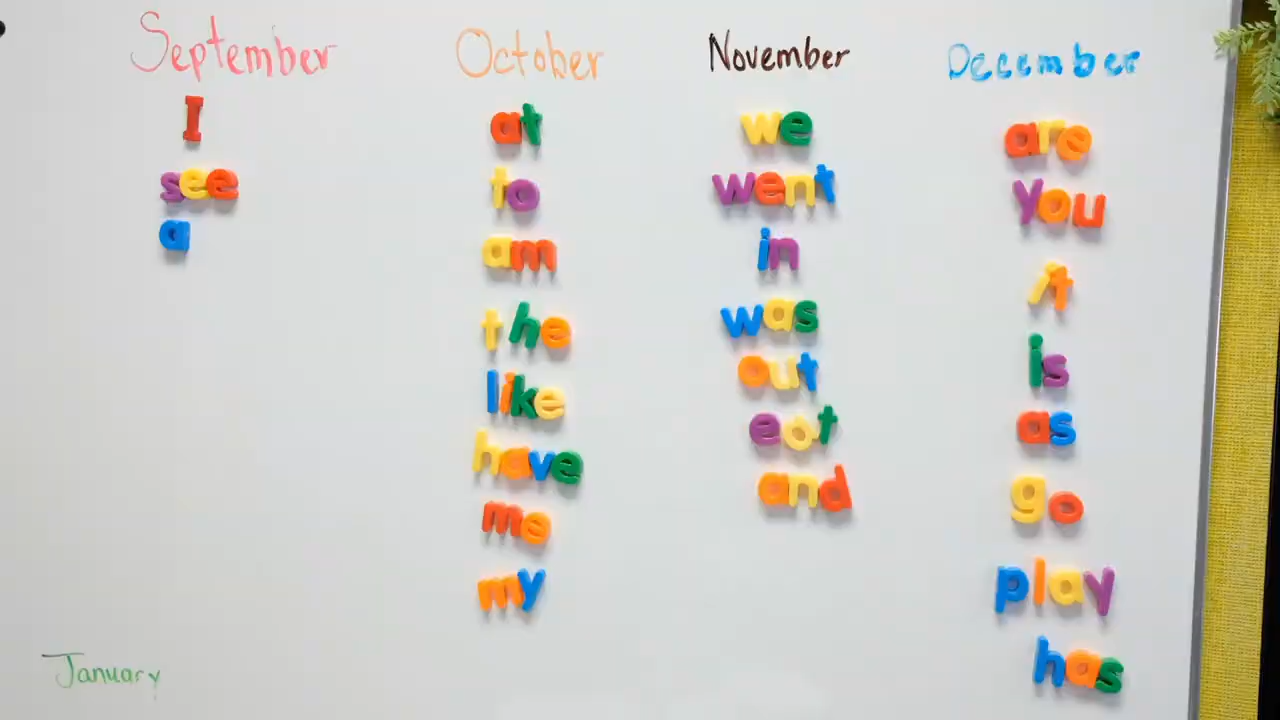 September
I
see
a
October
at
to
am
the
like
have
me
my
November
we
went
in
was
out
eat
and
December
are
you
it
is
as
go
play
has
January